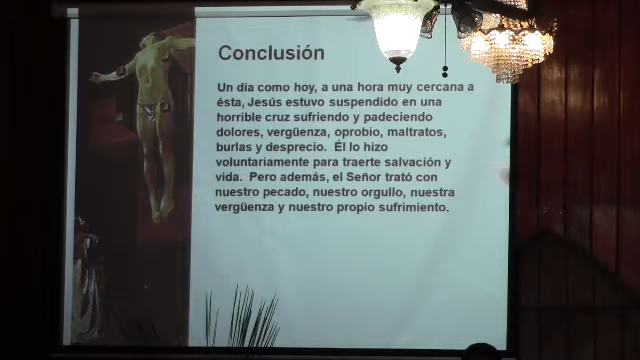 Conclusión
Un día como hoy, a una hora muy cercana a
ésta, Jesús estuvo suspendido en una
horrible cruz sufriendo y padeciendo
dolores, vergüenza, oprobio, maltratos,
burlas y desprecio.  Él lo hizo
voluntariamente para traerte salvación y
vida.  Pero además, el Señor trató con
nuestro pecado, nuestro orgullo, nuestra
vergüenza y nuestro propio sufrimiento.